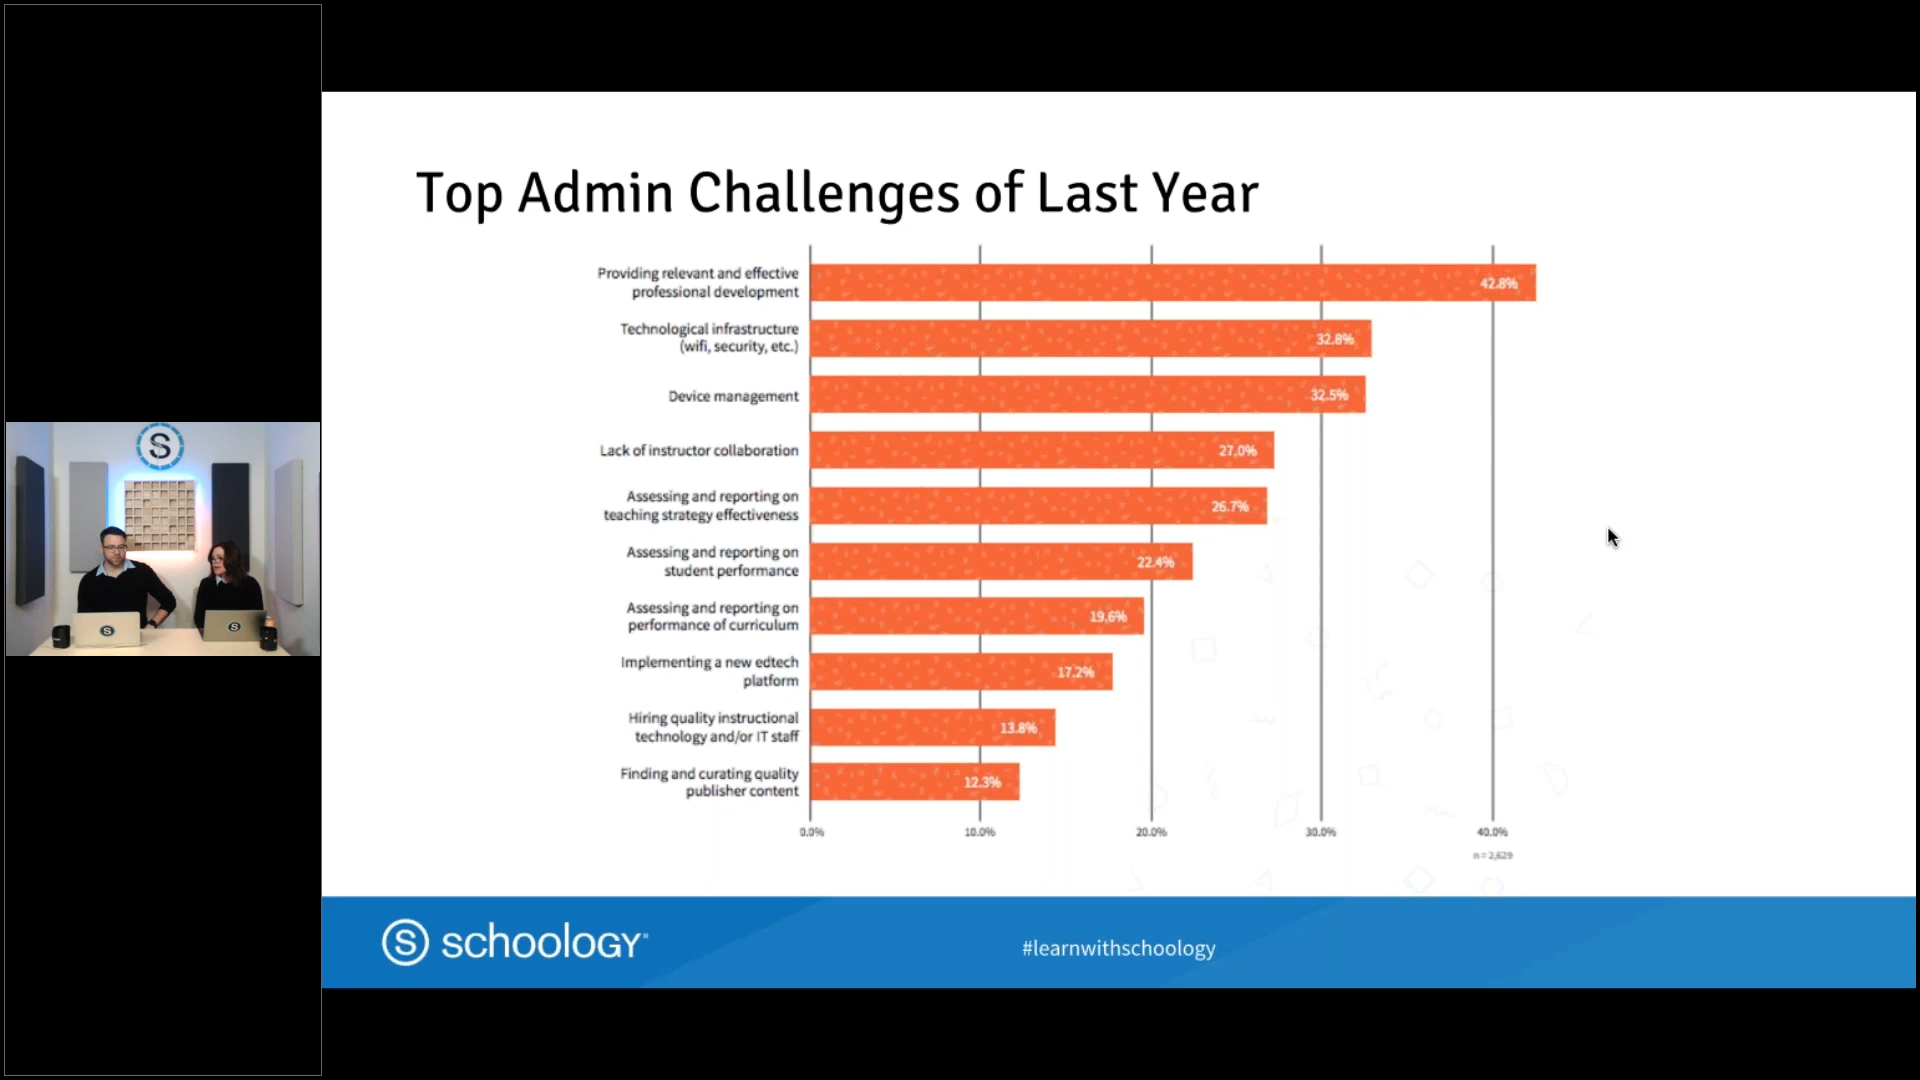 Top Admin Challenges of Last Year
Providing relevant and effective
professional development
42.8%
Technological infrastructure
(wifi, security, etc.)
32.8%
Device management
32.5%
Lack of instructor collaboration
27.0%
Assessing and reporting on
teaching strategy effectiveness
26.7%
Assessing and reporting on
student performance
22.4%
Assessing and reporting on
performance of curriculum
19.6%
Implementing a new edtech
platform
17.2%
Hiring quality instructional
technology and/or IT staff
13.8%
Finding and curating quality
publisher content
12.3%
0.0% 10.0% 20.0% 30.0% 40.0%
n = 2,629
S schoology
#learnwithschoology
S
S
S